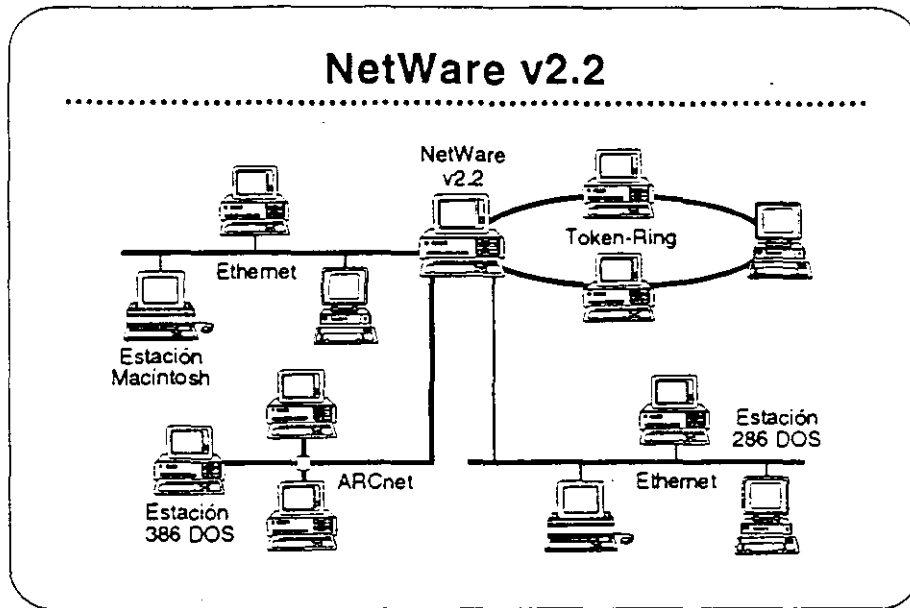 NetWare v2.2
NetWare
v2.2
Token-Ring
Ethernet
Estación
Macintosh
Estación
286 DOS
ARCnet
Ethernet
Estación
386 DOS